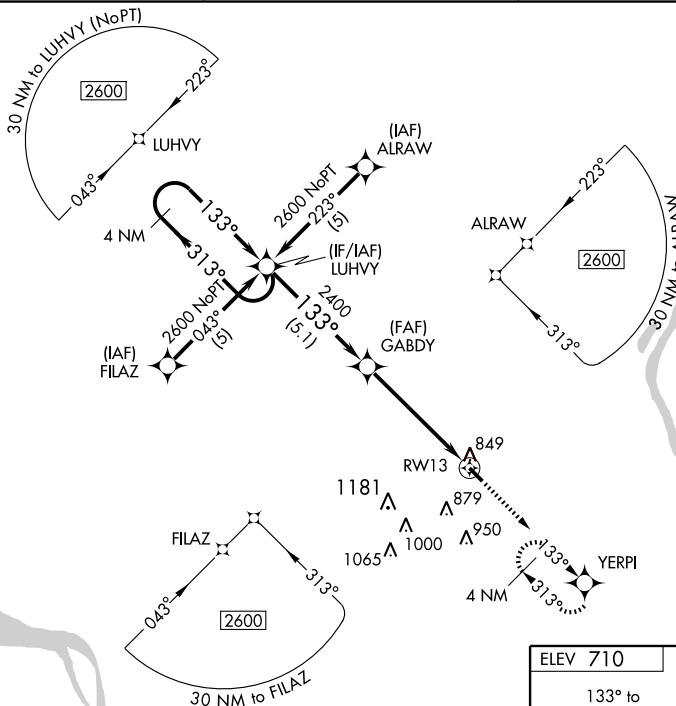 30 NM to LUHVY (NoPT)
2600
223°
LUHVY
043°
(IAF)
ALRAW
2600 NoPT
223°
(5)
133°
4 NM
313°
(IF/IAF)
LUHVY
2600 NoPT
043°
(5)
(IAF)
FILAZ
2400
133°
(5.1)
(FAF)
GABDY
223°
ALRAW
2600
30 NM to ALRAW
313°
849
RW13
1181
879
1000
950
1065
133°
YERPI
4 NM
313°
FILAZ
313°
043°
2600
30 NM to FILAZ
ELEV 710
133° to